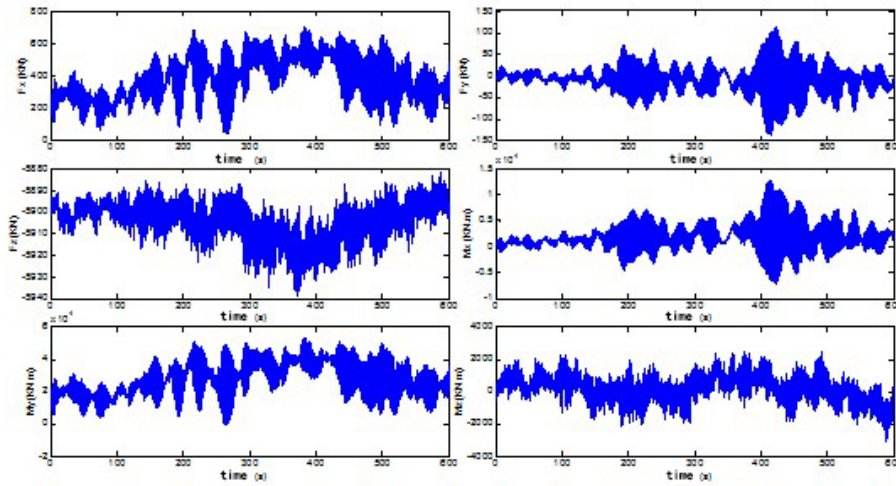 800
600
400
200
0
Fx (KN)
0 100 200 300 400 500 600
time (s)
150
100
50
0
-50
-100
-150
Fy (KN)
0 100 200 300 400 500 600
time (s)
-5880
-5890
-5900
-5910
-5920
-5930
-5940
Fz(KN)
0 100 200 300 400 500 600
time (s)
× 10⁴
1.5
1
0.5
0
-0.5
-1
Mx (KN.m)
0 100 200 300 400 500 600
time (s)
× 10⁴
6
4
2
0
-2
My(KN.m)
0 100 200 300 400 500 600
time (s)
4000
2000
0
-2000
-4000
Mz(KN.m)
0 100 200 300 400 500 600
time (s)